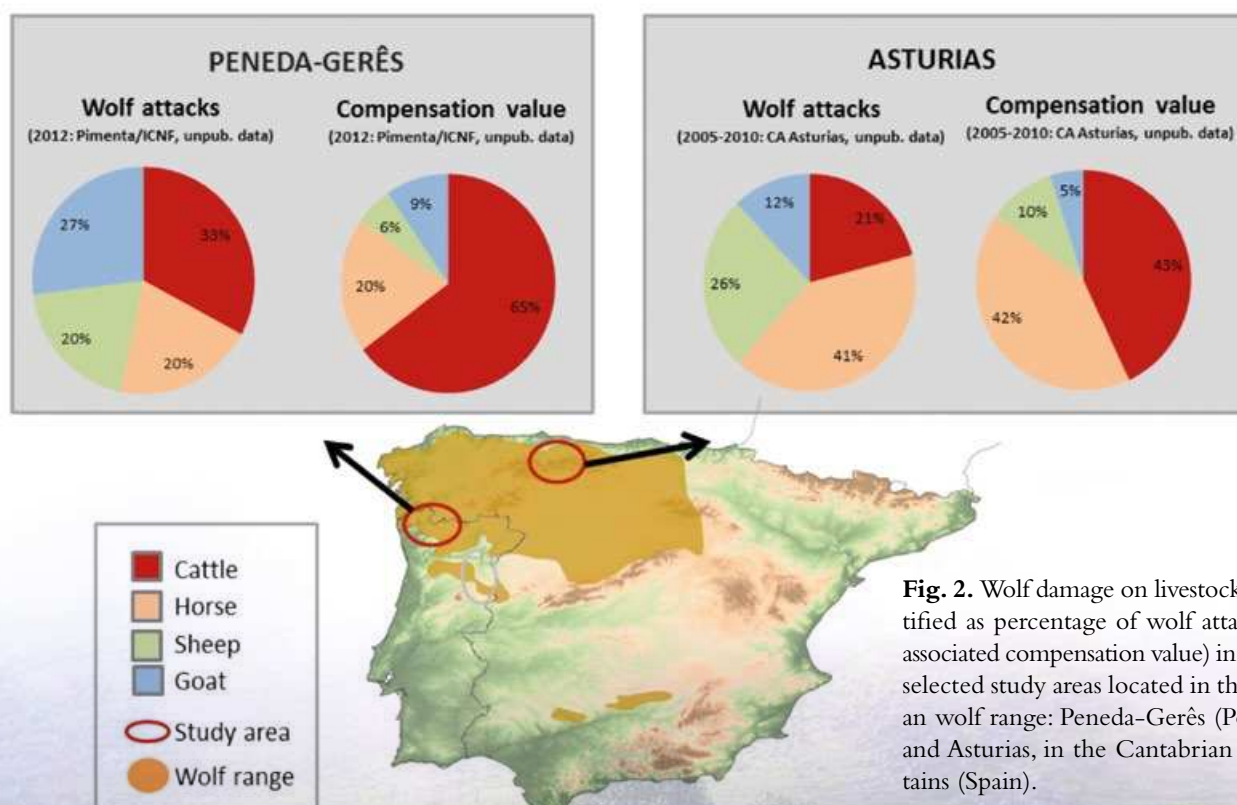 PENEDA-GERÊS
Wolf attacks
(2012: Pimenta/ICNF, unpub. data)
27%
33%
20%
20%
Compensation value
(2012: Pimenta/ICNF, unpub. data)
9%
6%
20%
65%
ASTURIAS
Wolf attacks
(2005-2010: CA Asturias, unpub. data)
12%
21%
26%
41%
Compensation value
(2005-2010: CA Asturias, unpub. data)
5%
10%
43%
42%
Cattle
Horse
Sheep
Goat
Study area
Wolf range
Fig. 2. Wolf damage on livestock
tified as percentage of wolf atta
associated compensation value) in
selected study areas located in th
an wolf range: Peneda-Gerês (P
and Asturias, in the Cantabrian
tains (Spain).